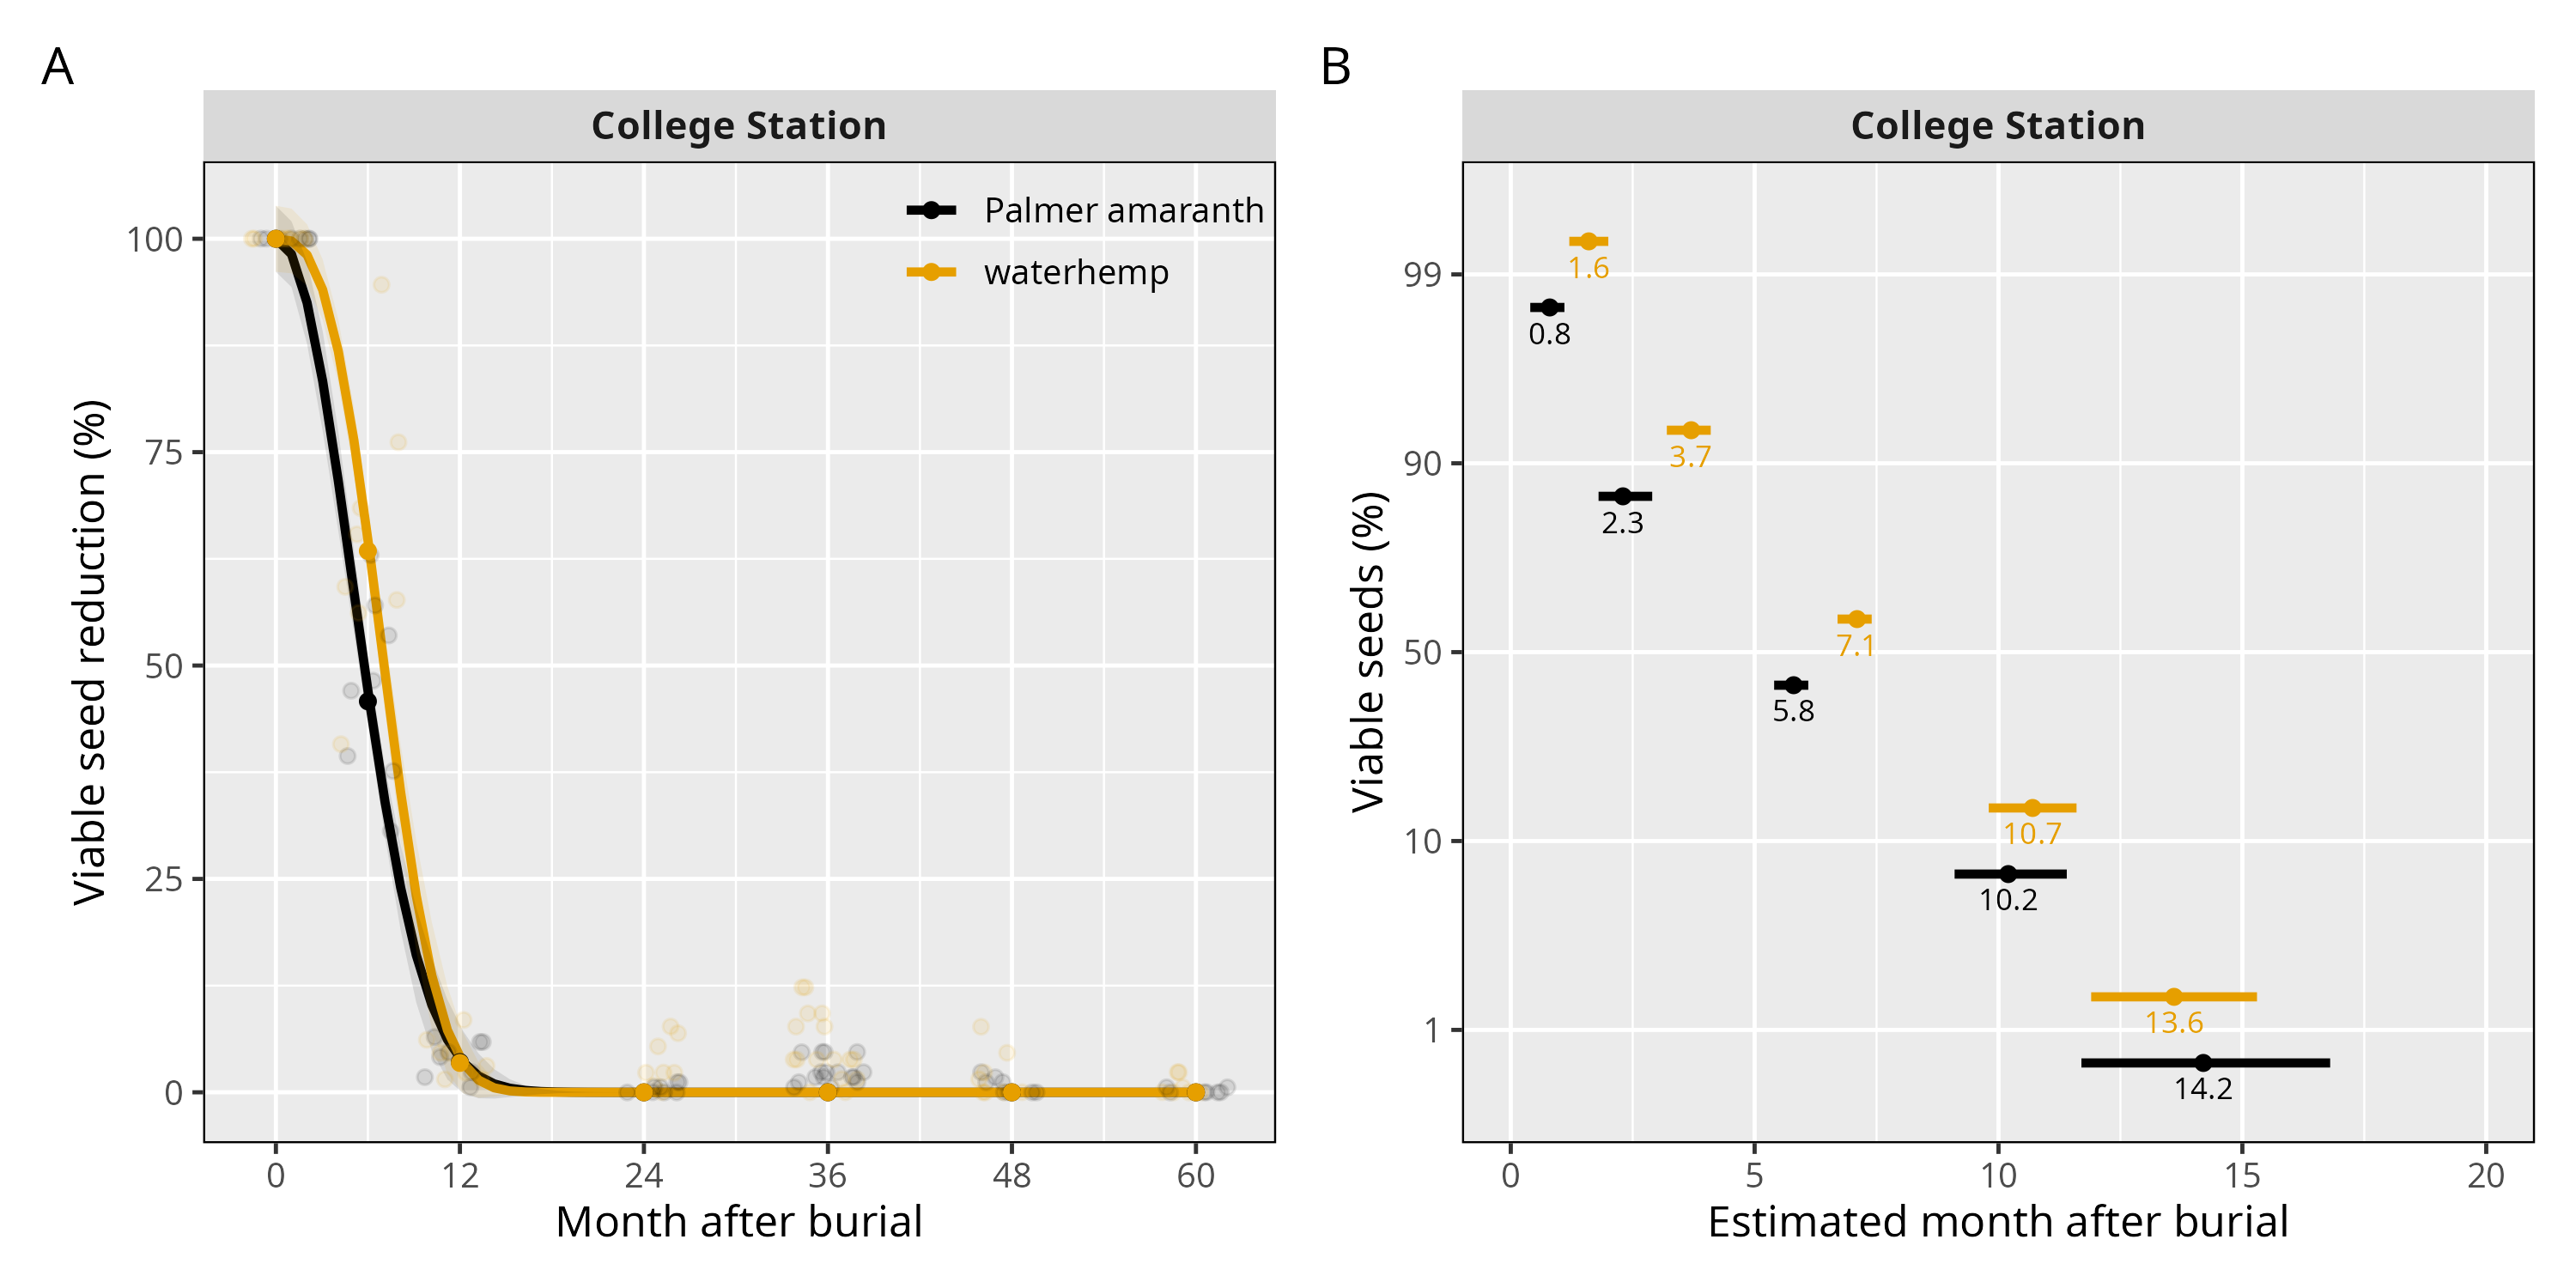 A
College Station
Palmer amaranth
waterhemp
Viable seed reduction (%)
100
75
50
25
0
0 12 24 36 48 60
Month after burial
B
College Station
Viable seeds (%)
99
90
50
10
1
1.6
0.8
3.7
2.3
7.1
5.8
10.7
10.2
13.6
14.2
0 5 10 15 20
Estimated month after burial